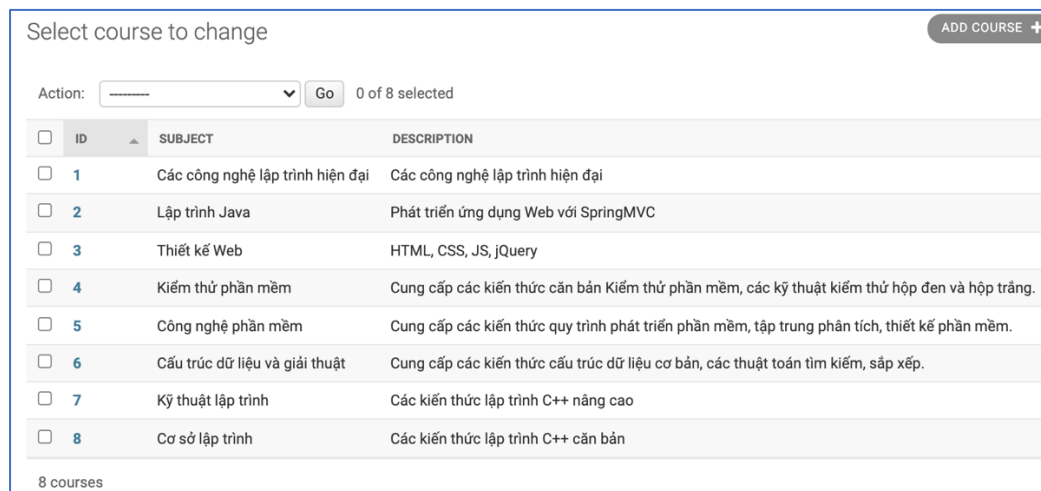 Select course to change
ADD COURSE +
Action: --------- Go 0 of 8 selected
ID SUBJECT DESCRIPTION
1 Các công nghệ lập trình hiện đại Các công nghệ lập trình hiện đại
2 Lập trình Java Phát triển ứng dụng Web với SpringMVC
3 Thiết kế Web HTML, CSS, JS, jQuery
4 Kiểm thử phần mềm Cung cấp các kiến thức căn bản Kiểm thử phần mềm, các kỹ thuật kiểm thử hộp đen và hộp trắng.
5 Công nghệ phần mềm Cung cấp các kiến thức quy trình phát triển phần mềm, tập trung phân tích, thiết kế phần mềm.
6 Cấu trúc dữ liệu và giải thuật Cung cấp các kiến thức cấu trúc dữ liệu cơ bản, các thuật toán tìm kiếm, sắp xếp.
7 Kỹ thuật lập trình Các kiến thức lập trình C++ nâng cao
8 Cơ sở lập trình Các kiến thức lập trình C++ căn bản
8 courses